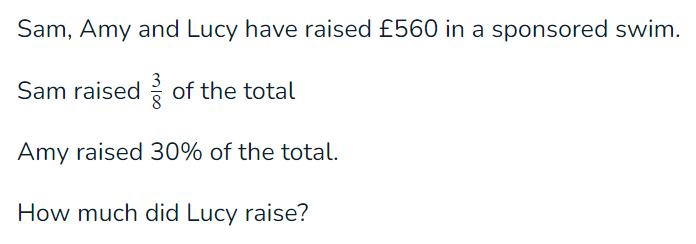 Sam, Amy and Lucy have raised £560 in a sponsored swim.
Sam raised 3/8 of the total
Amy raised 30% of the total.
How much did Lucy raise?